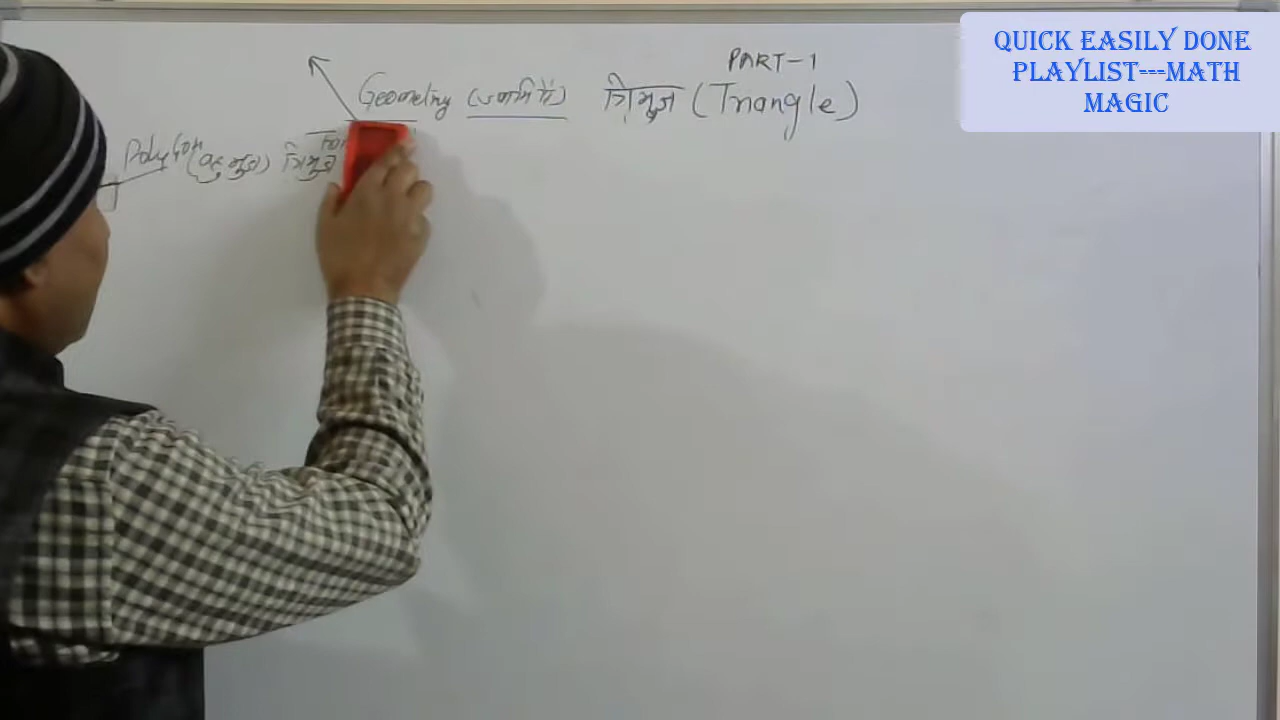 QUICK EASILY DONE
PLAYLIST---MATH
MAGIC
PART-1
Geometry (ज्यामिति) त्रिभुज (Triangle)
Polygon (बहुभुज) त्रिभुज